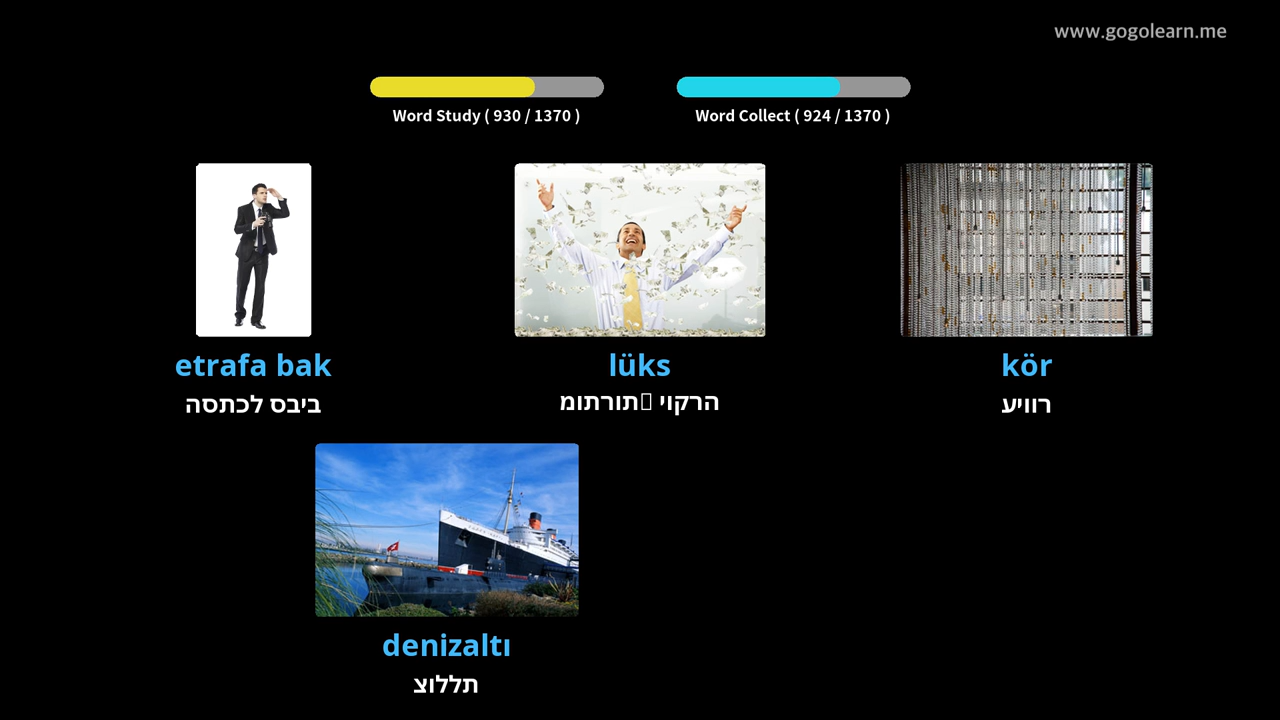 www.gogolearn.me
Word Study ( 930 / 1370 )
Word Collect ( 924 / 1370 )
etrafa bak
ביבס לכתסה
lüks
הרקוי תורתומ
kör
רוויע
denizaltı
תללוצ